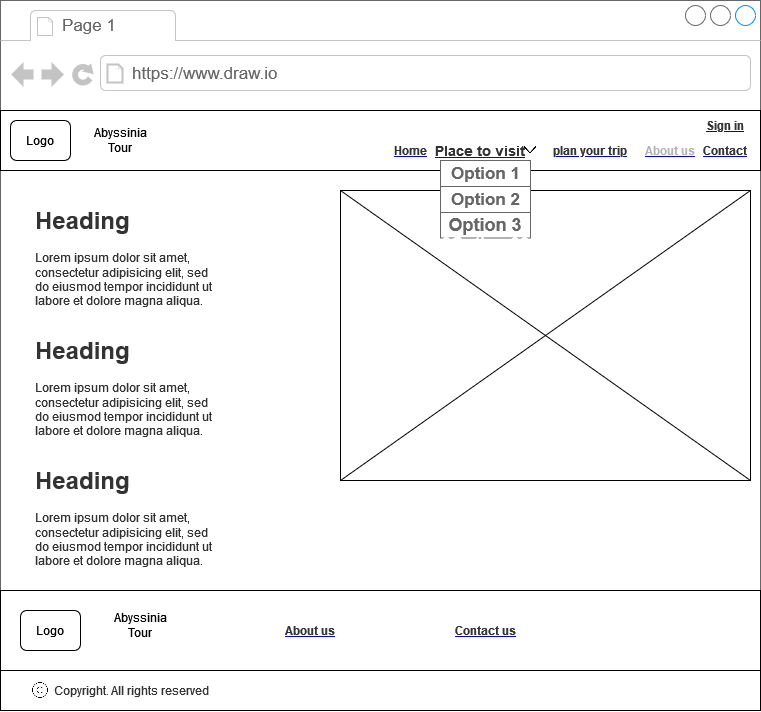 Page 1
https://www.draw.io
Logo
Abyssinia
Tour
Sign in
Home Place to visit plan your trip About us Contact
Option 1
Option 2
Option 3
Heading
Lorem ipsum dolor sit amet,
consectetur adipisicing elit, sed
do eiusmod tempor incididunt ut
labore et dolore magna aliqua.
Heading
Lorem ipsum dolor sit amet,
consectetur adipisicing elit, sed
do eiusmod tempor incididunt ut
labore et dolore magna aliqua.
Heading
Lorem ipsum dolor sit amet,
consectetur adipisicing elit, sed
do eiusmod tempor incididunt ut
labore et dolore magna aliqua.
Logo
Abyssinia
Tour
About us
Contact us
© Copyright. All rights reserved